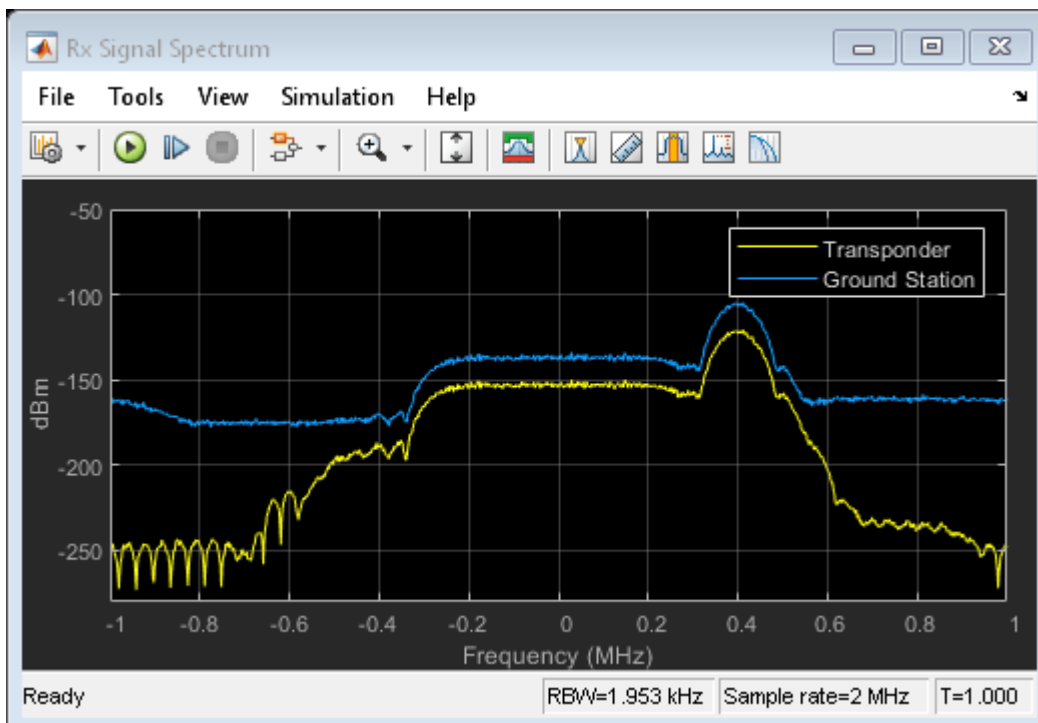 Rx Signal Spectrum
File Tools View Simulation Help
-50
-100
-150
-200
-250
dBm
Transponder
Ground Station
-1 -0.8 -0.6 -0.4 -0.2 0 0.2 0.4 0.6 0.8 1
Frequency (MHz)
Ready RBW=1.953 kHz Sample rate=2 MHz T=1.000